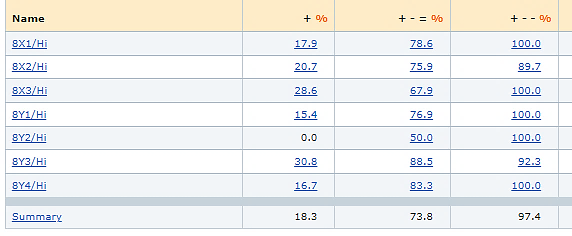 Name + % + - = % + - - %
8X1/Hi 17.9 78.6 100.0
8X2/Hi 20.7 75.9 89.7
8X3/Hi 28.6 67.9 100.0
8Y1/Hi 15.4 76.9 100.0
8Y2/Hi 0.0 50.0 100.0
8Y3/Hi 30.8 88.5 92.3
8Y4/Hi 16.7 83.3 100.0
Summary 18.3 73.8 97.4